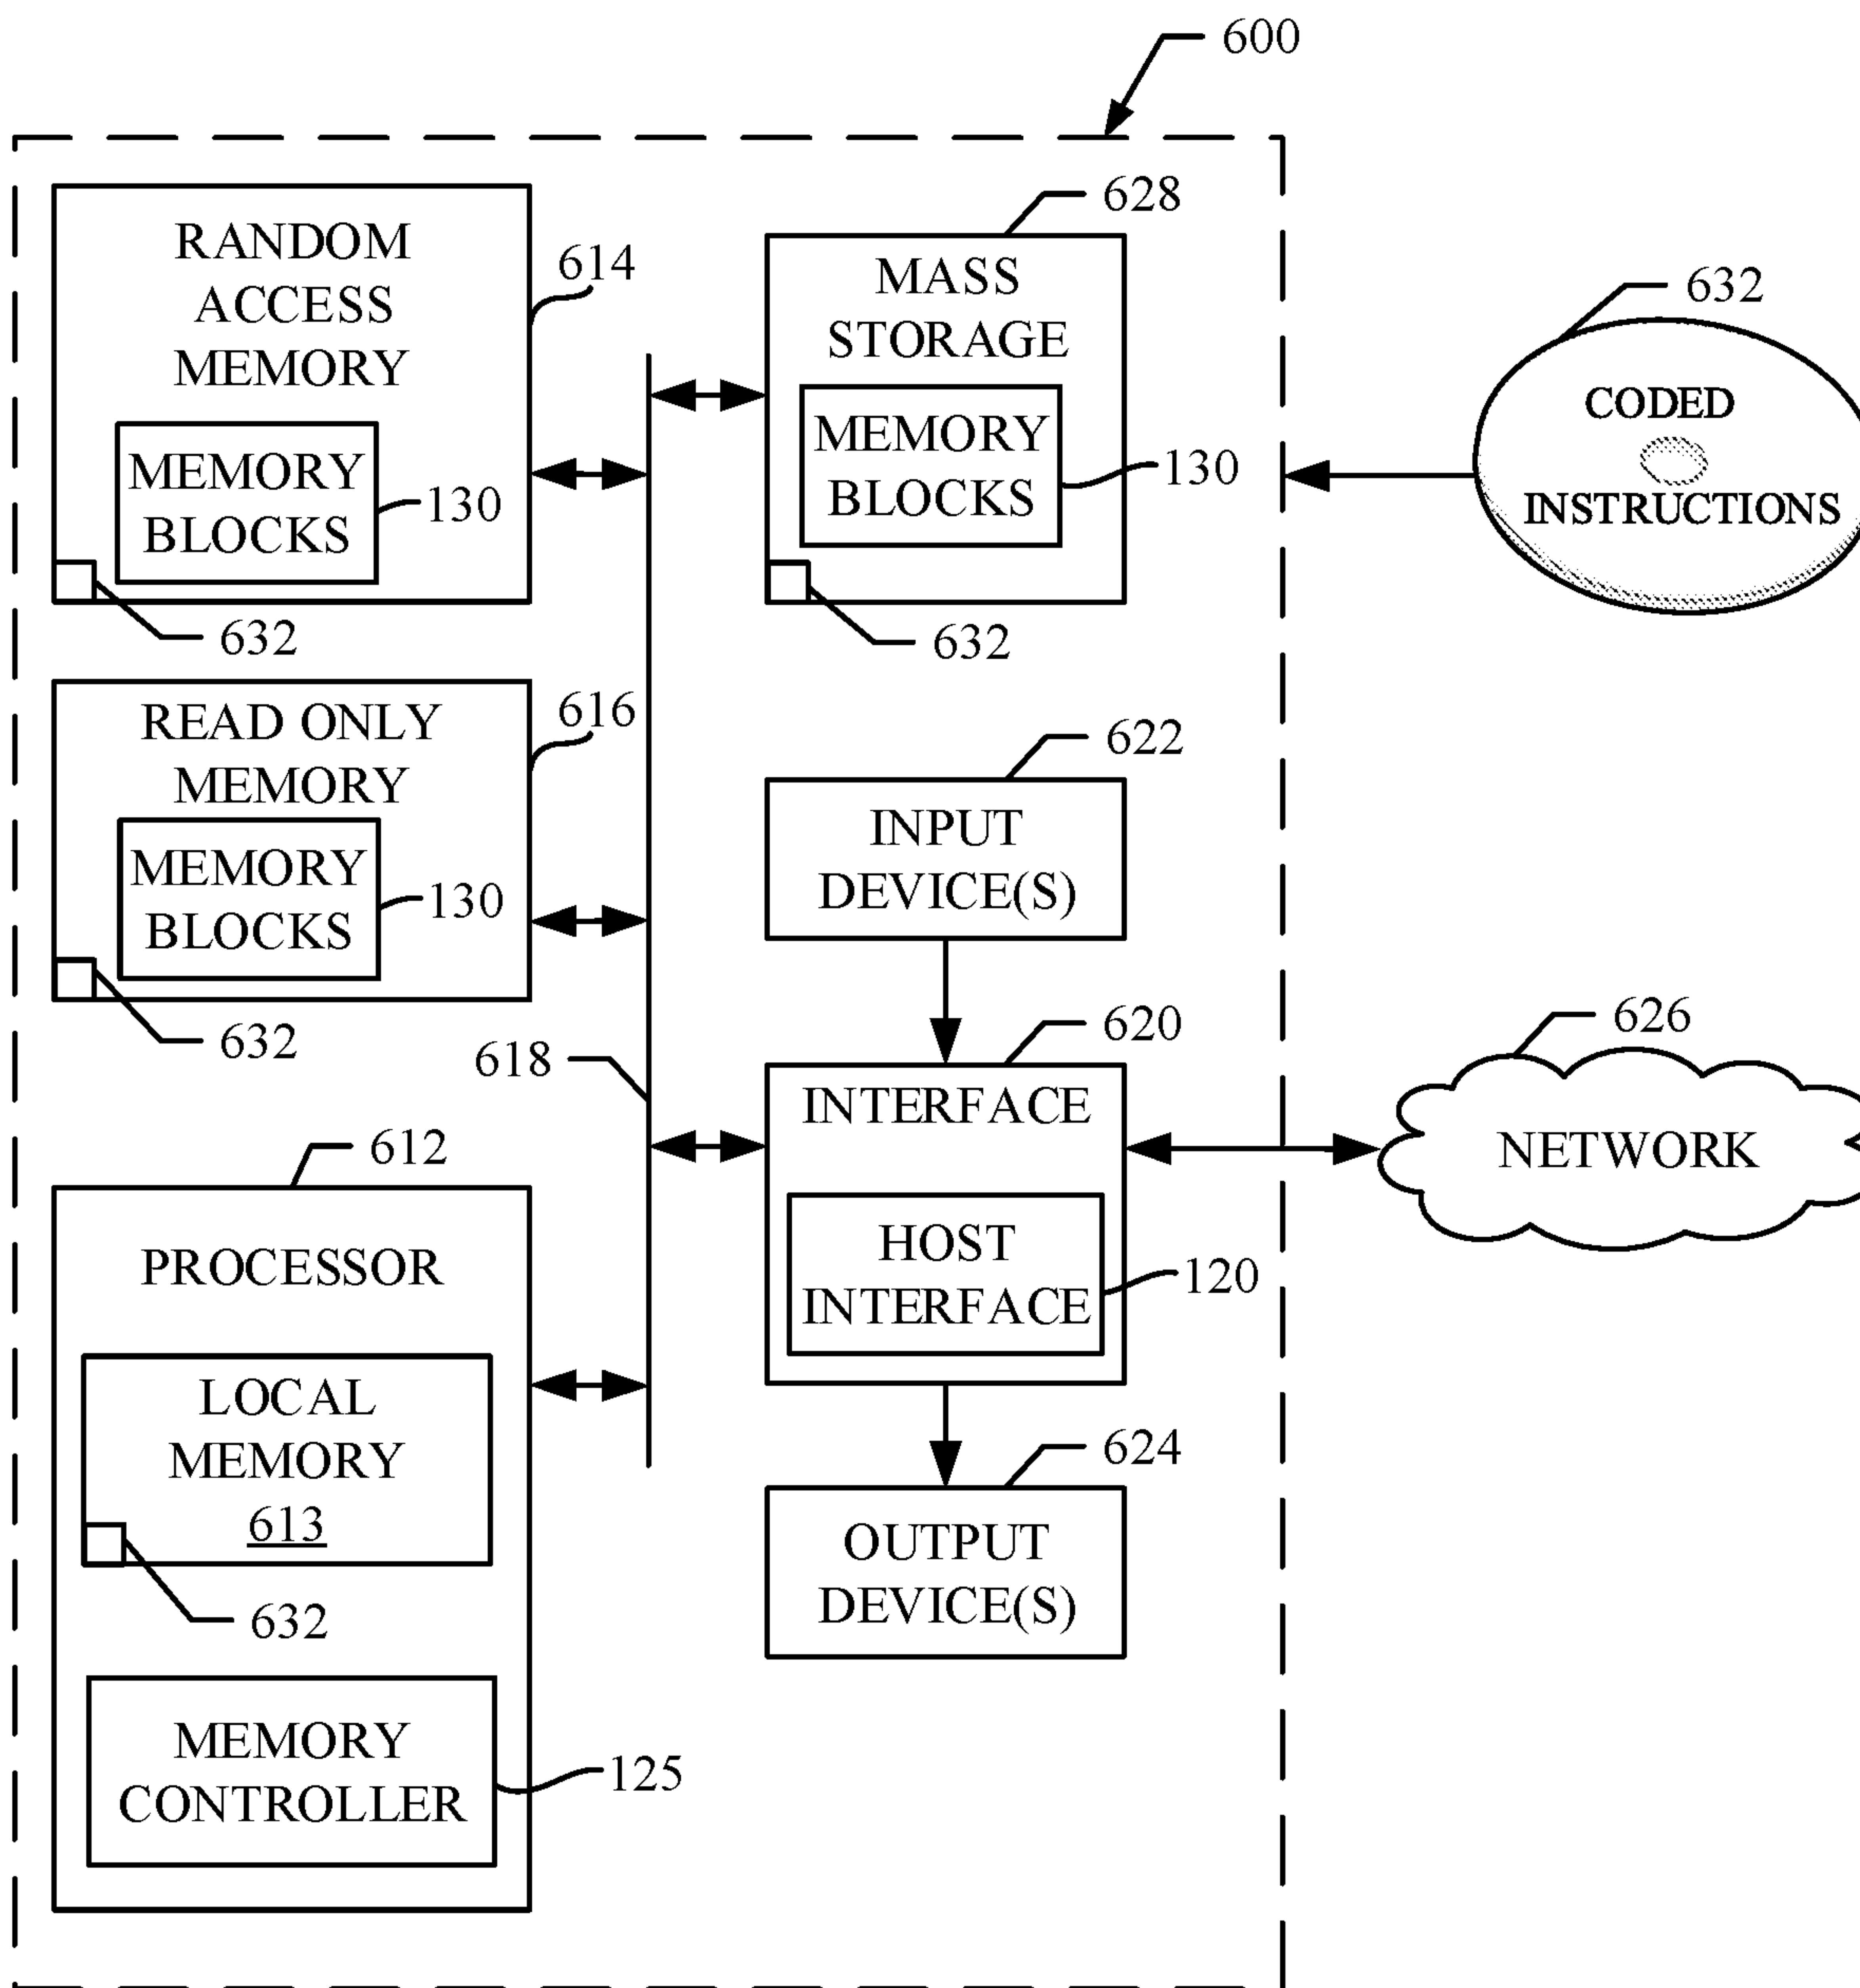 600
RANDOM
ACCESS
MEMORY
614
MEMORY
BLOCKS
130
632
628
MASS
STORAGE
MEMORY
BLOCKS
130
632
632
CODED
INSTRUCTIONS
READ ONLY
MEMORY
616
MEMORY
BLOCKS
130
632
622
INPUT
DEVICE(S)
618
620
INTERFACE
HOST
INTERFACE
120
626
NETWORK
612
PROCESSOR
LOCAL
MEMORY
613
632
MEMORY
CONTROLLER
125
624
OUTPUT
DEVICE(S)